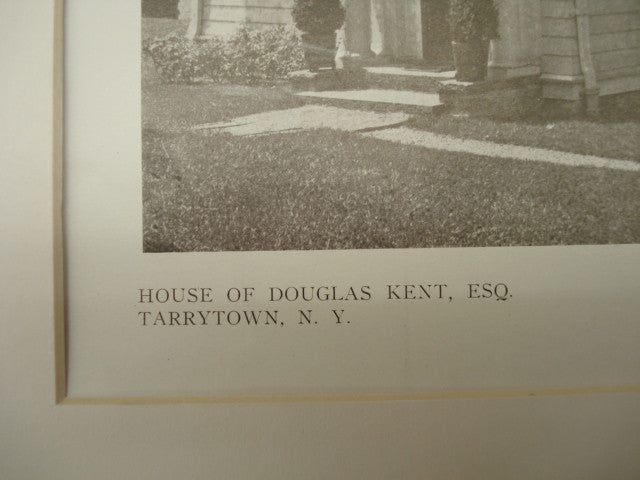 HOUSE OF DOUGLAS KENT, ESQ.
TARRYTOWN, N. Y.